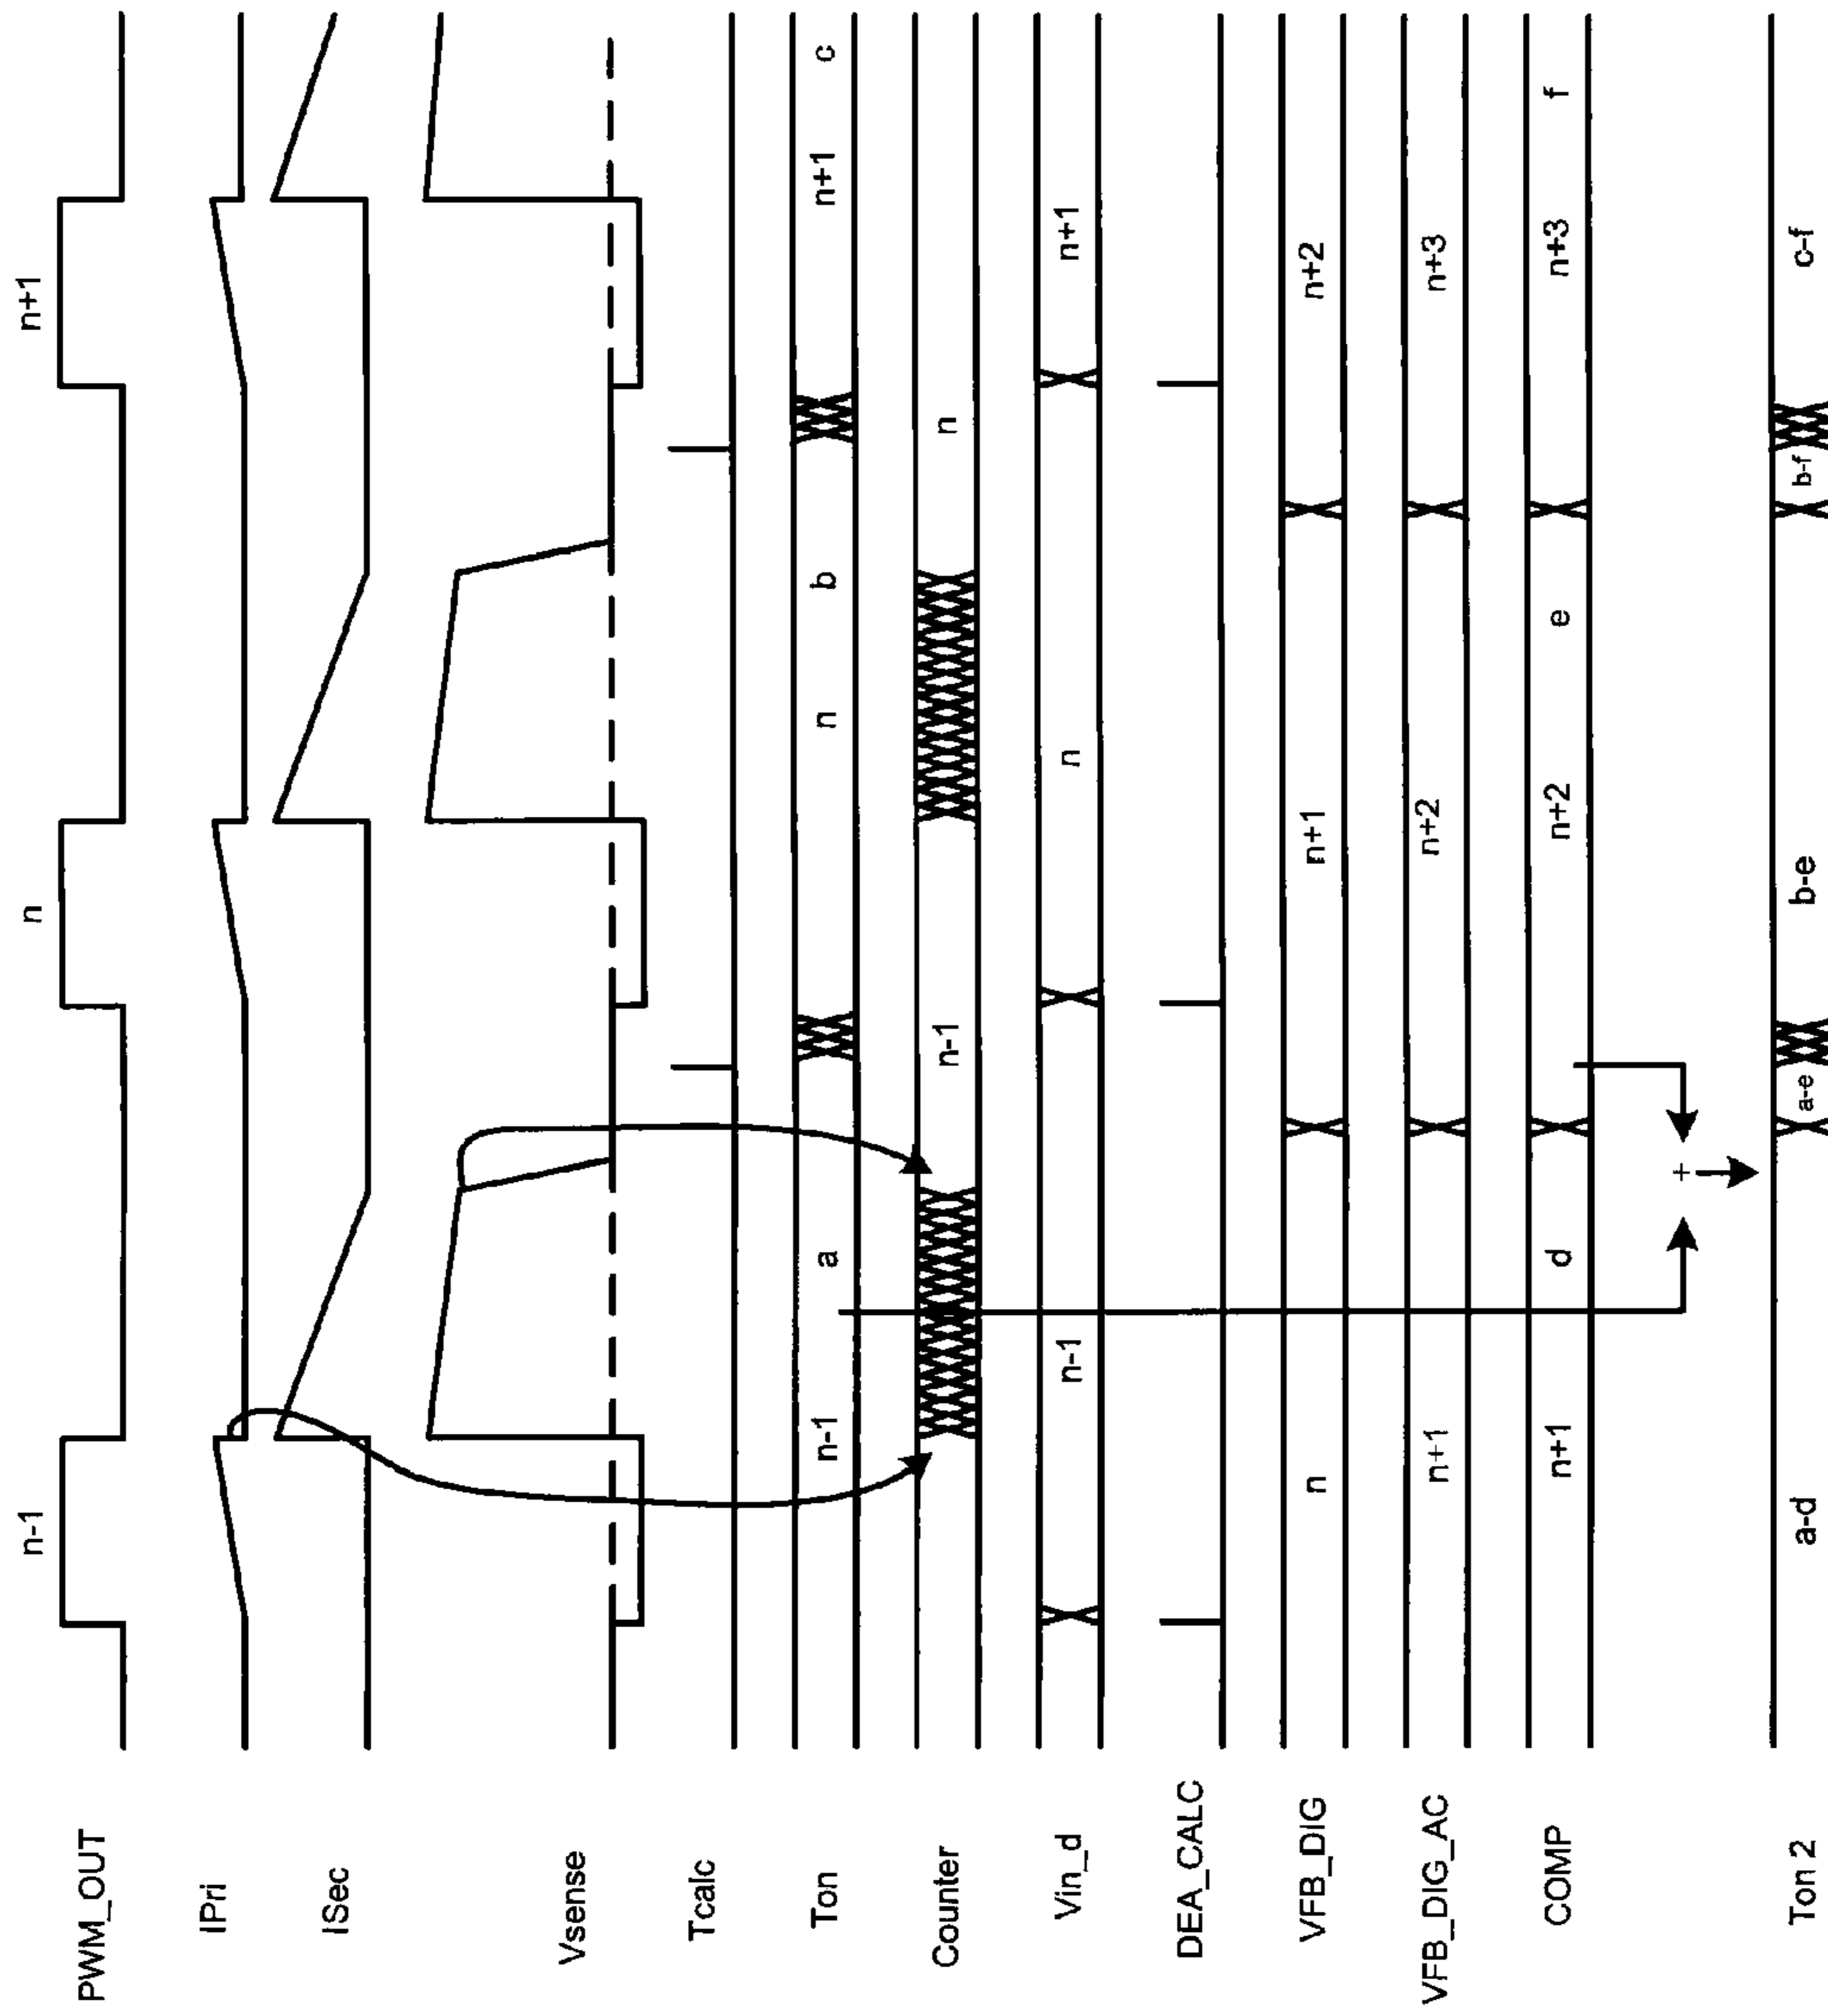 n-1 n n+1
PWM_OUT
IPri
ISec
Vsense
Tcalc
Ton n-1 a n b n+1 c
Counter n-1 n
Vin_d n-1 n n+1
DEA_CALC
VFB_DIG n n+1 n+2
VFB_DIG_AC n+1 n+2 n+3
COMP n+1 d n+2 e n+3 f
+
Ton 2 a-d a-e b-e b-f c-f